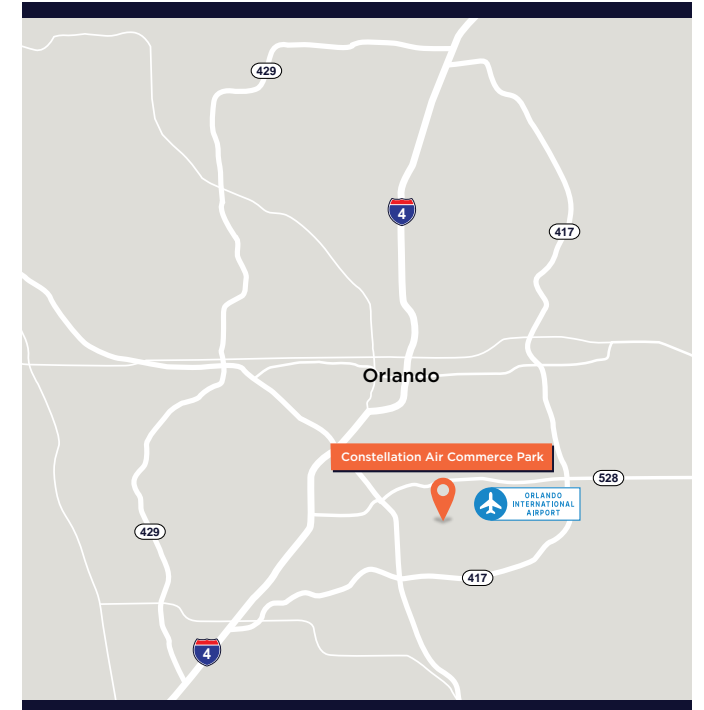 429
4
417
Orlando
Constellation Air Commerce Park
528
ORLANDO
INTERNATIONAL
AIRPORT
429
417
4